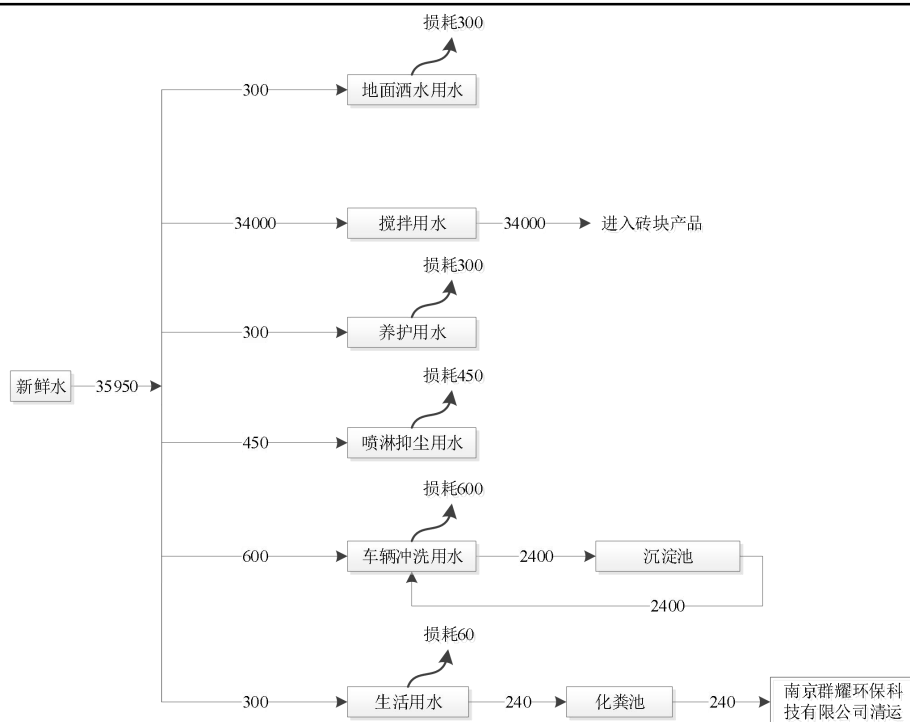 损耗300
300
地面洒水用水
34000
搅拌用水
34000
进入砖块产品
损耗300
300
养护用水
新鲜水
35950
损耗450
450
喷淋抑尘用水
损耗600
600
车辆冲洗用水
2400
沉淀池
2400
损耗60
300
生活用水
240
化粪池
240
南京群耀环保科
技有限公司清运